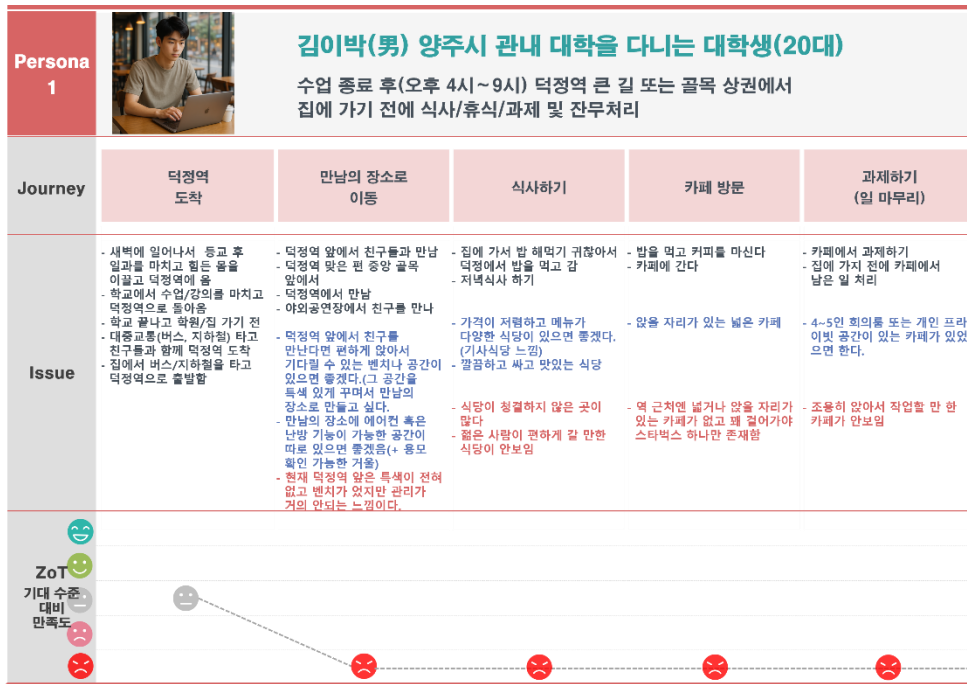 Persona
1
김이박(男) 양주시 관내 대학을 다니는 대학생(20대)
수업 종료 후(오후 4시~9시) 덕정역 큰 길 또는 골목 상권에서
집에 가기 전에 식사/휴식/과제 및 잔무처리
Journey
덕정역
도착
만남의 장소로
이동
식사하기
카페 방문
과제하기
(일 마무리)
Issue
- 새벽에 일어나서 등교 후
일과를 마치고 힘든 몸을
이끌고 덕정역에 옴
- 학교에서 수업/강의를 마치고
덕정역으로 돌아옴
- 학교 끝나고 학원/집 가기 전
- 대중교통(버스, 지하철) 타고
친구들과 함께 덕정역 도착
- 집에서 버스/지하철을 타고
덕정역으로 출발함
- 덕정역 앞에서 친구들과 만남
- 덕정역 맞은 편 중앙 골목
앞에서
- 덕정역에서 만남
- 야외공연장에서 친구를 만나
- 덕정역 앞에서 친구를
만난다면 편하게 앉아서
기다릴 수 있는 벤치나 공간이
있으면 좋겠다.(그 공간을
특색 있게 꾸며서 만남의
장소로 만들고 싶다.
- 만남의 장소에 에어컨 혹은
난방 기능이 가능한 공간이
따로 있으면 좋겠음(+ 용모
확인 가능한 거울)
- 현재 덕정역 앞은 특색이 전혀
없고 벤치가 있지만 관리가
거의 안되는 느낌이다.
- 집에 가서 밥 해먹기 귀찮아서
덕정에서 밥을 먹고 감
- 저녁식사 하기
- 가격이 저렴하고 메뉴가
다양한 식당이 있으면 좋겠다.
(기사식당 느낌)
- 깔끔하고 싸고 맛있는 식당
- 식당이 청결하지 않은 곳이
많다
- 젊은 사람이 편하게 갈 만한
식당이 안보임
- 밥을 먹고 커피를 마신다
- 카페에 간다
- 앉을 자리가 있는 넓은 카페
- 역 근처엔 넓거나 앉을 자리가
있는 카페가 없고 꽤 걸어가야
스타벅스 하나만 존재함
- 카페에서 과제하기
- 집에 가지 전에 카페에서
남은 일 처리
- 4~5인 회의룸 또는 개인 프라
이빗 공간이 있는 카페가 있었
으면 한다.
- 조용히 앉아서 작업할 만 한
카페가 안보임
ZoT
기대 수준
대비
만족도